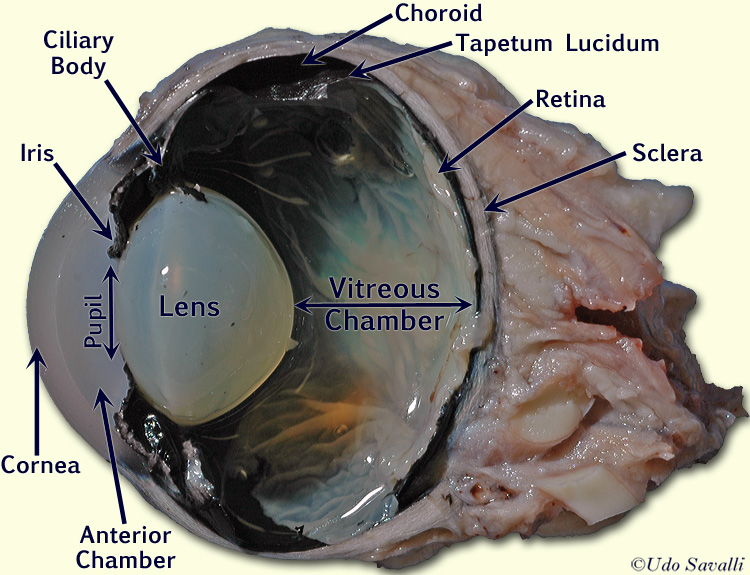 Choroid
Ciliary
Body
Tapetum Lucidum
Retina
Iris
Sclera
Vitreous
Chamber
Lens
Pupil
Cornea
Anterior
Chamber
©Udo Savalli